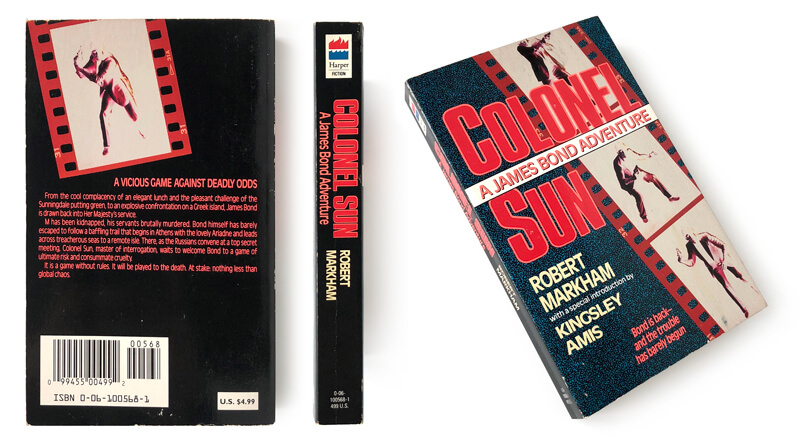 A VICIOUS GAME AGAINST DEADLY ODDS
From the cool complacency of an elegant lunch and the pleasant challenge of the
Sunningdale putting green, to an explosive confrontation on a Greek island, James Bond
is drawn back into Her Majesty's service.
M has been kidnapped, his servants brutally murdered. Bond himself has barely
escaped to follow a baffling trail that begins in Athens with the lovely Ariadne and leads
across treacherous seas to a remote isle. There, as the Russians convene at a top secret
meeting, Colonel Sun, master of interrogation, waits to welcome Bond to a game of
ultimate risk and consummate cruelty.
It is a game without rules. It will be played to the death. At stake: nothing less than
global chaos.
00568
0 99455 00499 2
ISBN 0-06-100568-1
U.S. $4.99
Harper
FICTION
COLONEL SUN
A James Bond Adventure
ROBERT
MARKHAM
0-06-
100568-1
499 U.S.
COLONEL
A JAMES BOND ADVENTURE
SUN
ROBERT
MARKHAM
with a special introduction by
KINGSLEY
AMIS
Bond is back—
and the trouble
has barely begun